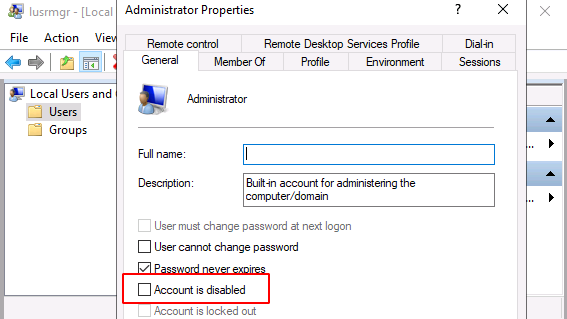 lusrmgr - [Local
Administrator Properties
File Action
Local Users and
Users
Groups
Remote control Remote Desktop Services Profile Dial-in
General Member Of Profile Environment Sessions
Administrator
Full name:
Description: Built-in account for administering the
computer/domain
User must change password at next logon
User cannot change password
Password never expires
Account is disabled
Account is locked out
...
...